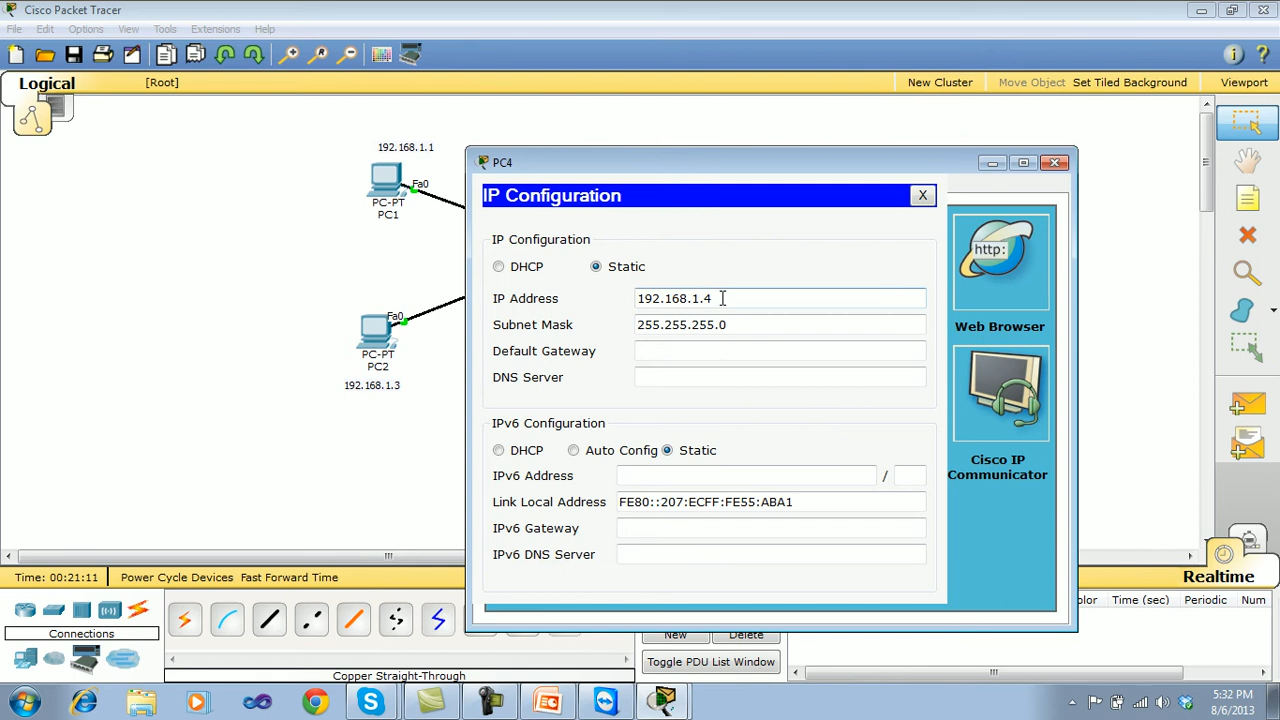 Cisco Packet Tracer
File Edit Options View Tools Extensions Help
Logical [Root] New Cluster Move Object Set Tiled Background Viewport
192.168.1.1
Fa0
PC-PT
PC1
Fa0
PC-PT
PC2
192.168.1.3
PC4
IP Configuration X
IP Configuration
DHCP Static
IP Address 192.168.1.4
Subnet Mask 255.255.255.0
Default Gateway
DNS Server
IPv6 Configuration
DHCP Auto Config Static
IPv6 Address /
Link Local Address FE80::207:ECFF:FE55:ABA1
IPv6 Gateway
IPv6 DNS Server
http:
Web Browser
Cisco IP
Communicator
Time: 00:21:11 Power Cycle Devices Fast Forward Time
Realtime
Connections
Copper Straight-Through
New Delete
Toggle PDU List Window
olor Time (sec) Periodic Num
5:32 PM
8/6/2013